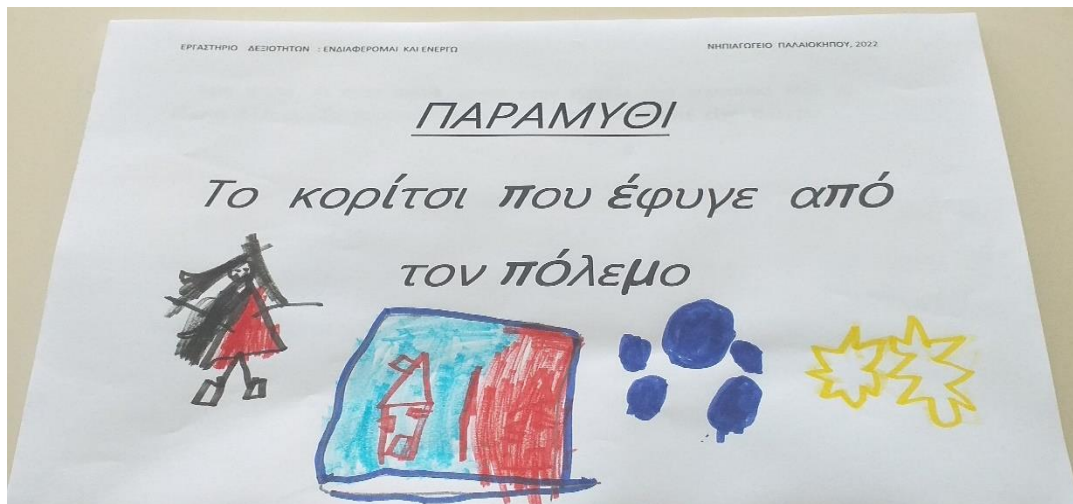 ΕΡΓΑΣΤΗΡΙΟ ΔΕΞΙΟΤΗΤΩΝ : ΕΝΔΙΑΦΕΡΟΜΑΙ ΚΑΙ ΕΝΕΡΓΩ
ΝΗΠΙΑΓΩΓΕΙΟ ΠΑΛΑΙΟΚΗΠΟΥ, 2022
ΠΑΡΑΜΥΘΙ
Το κορίτσι που έφυγε από
τον πόλεμο